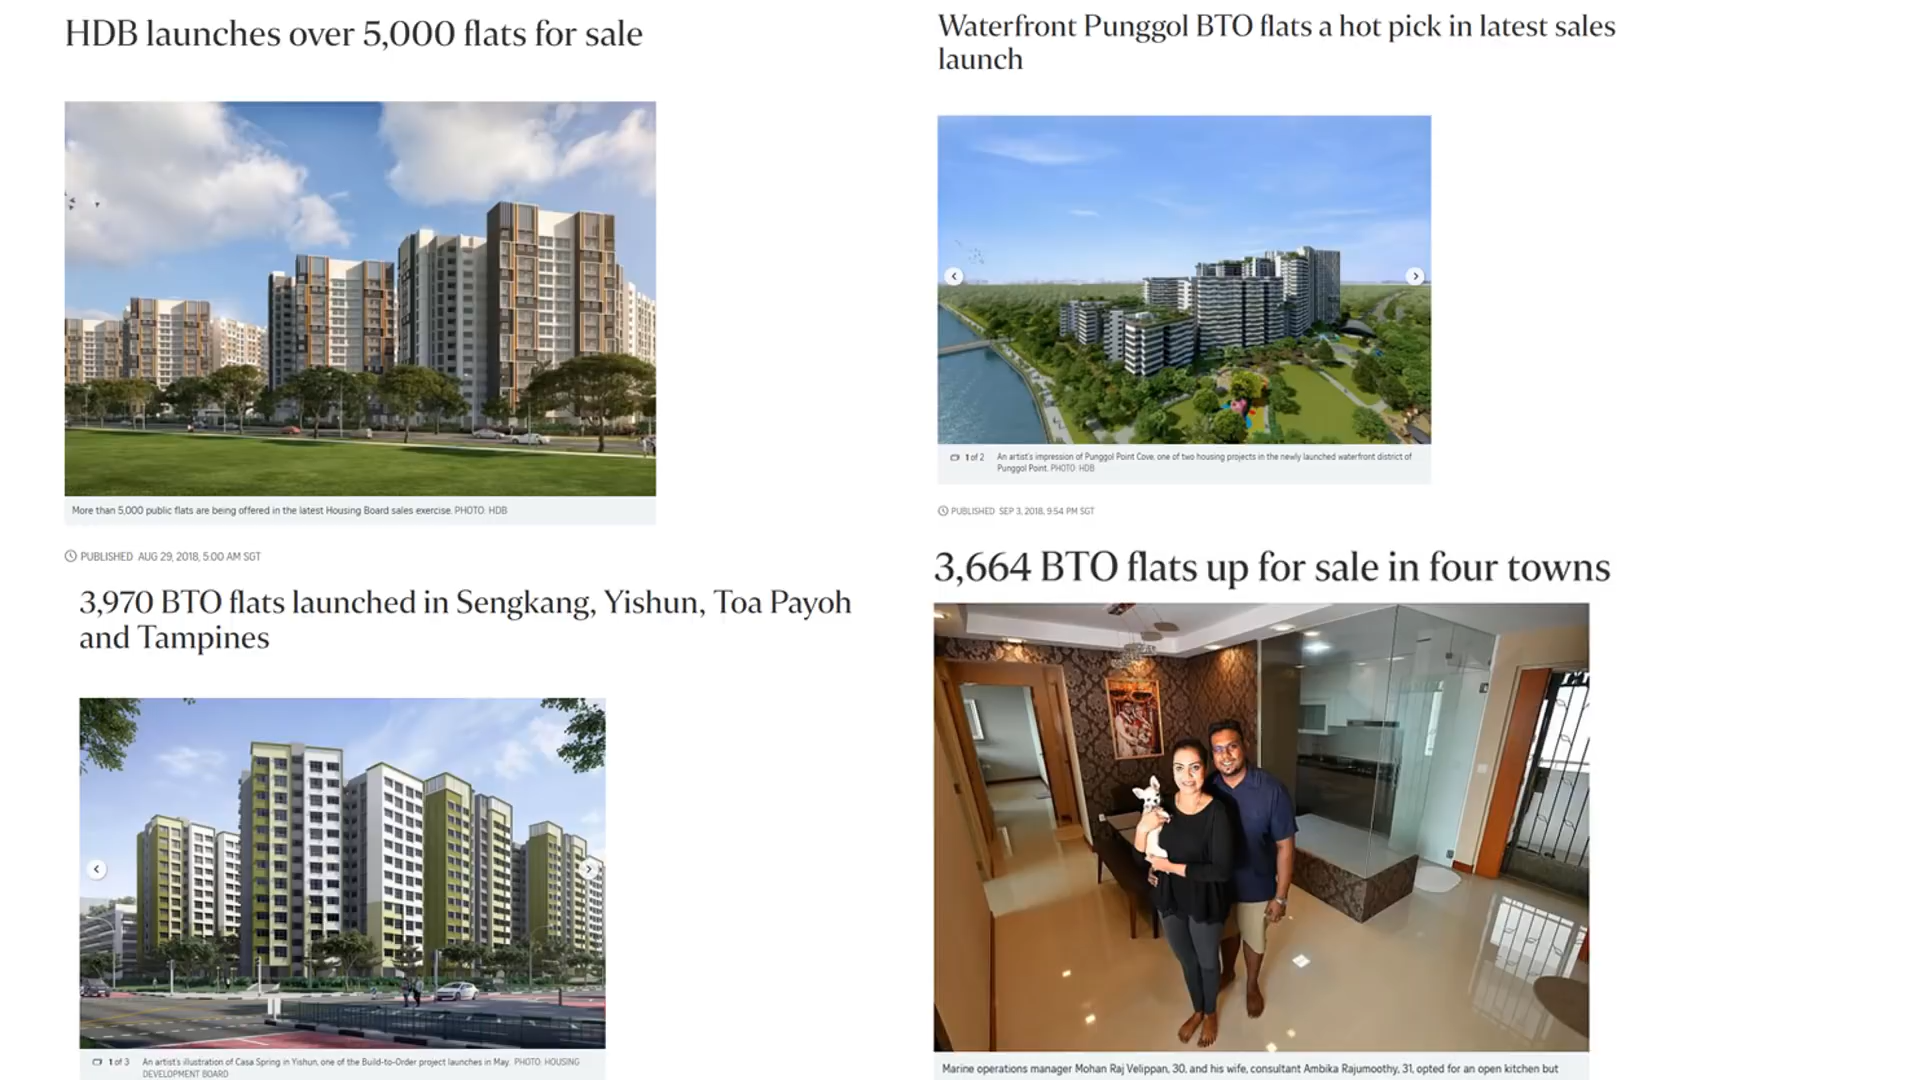 HDB launches over 5,000 flats for sale
More than 5,000 public flats are being offered in the latest Housing Board sales exercise. PHOTO: HDB
PUBLISHED AUG 29, 2018, 5:00 AM SGT
3,970 BTO flats launched in Sengkang, Yishun, Toa Payoh
and Tampines
1 of 3 An artist's illustration of Casa Spring in Yishun, one of the Build-to-Order project launches in May. PHOTO: HOUSING
DEVELOPMENT BOARD
Waterfront Punggol BTO flats a hot pick in latest sales
launch
1 of 2 An artist's impression of Punggol Point Cove, one of two housing projects in the newly launched waterfront district of
Punggol Point. PHOTO: HDB
PUBLISHED SEP 3, 2018, 9:54 PM SGT
3,664 BTO flats up for sale in four towns
Marine operations manager Mohan Raj Velippan, 30, and his wife, consultant Ambika Rajumoothy, 31, opted for an open kitchen but